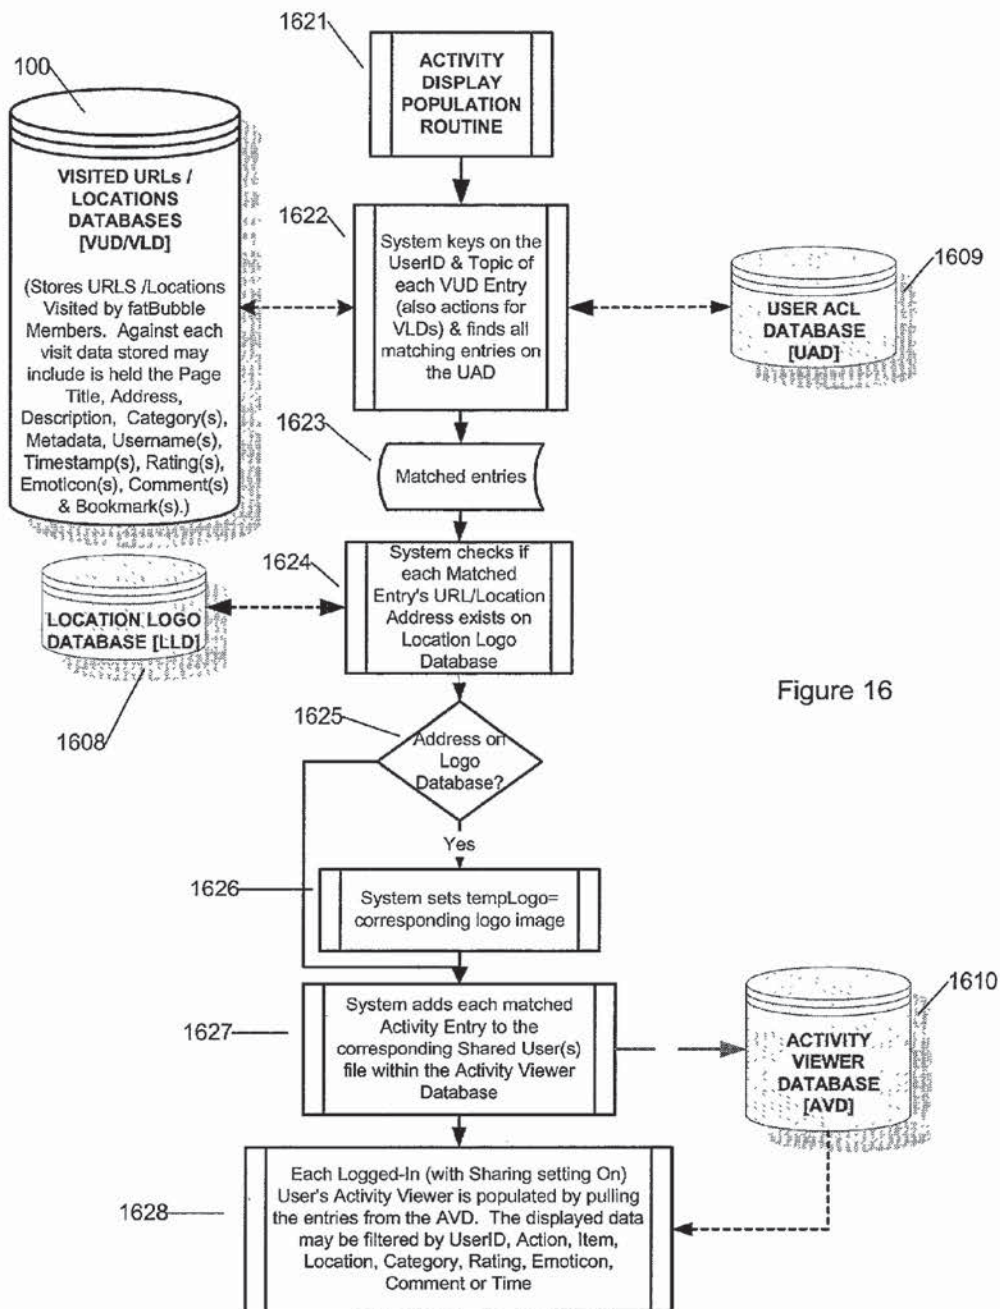 1621
ACTIVITY
DISPLAY
POPULATION
ROUTINE
100
VISITED URLs /
LOCATIONS
DATABASES
[VUD/VLD]
(Stores URLS /Locations
Visited by fatBubble
Members. Against each
visit data stored may
include is held the Page
Title, Address,
Description, Category(s),
Metadata, Username(s),
Timestamp(s), Rating(s),
Emoticon(s), Comment(s)
& Bookmark(s).)
1622
System keys on the
UserID & Topic of
each VUD Entry
(also actions for
VLDs) & finds all
matching entries on
the UAD
1609
USER ACL
DATABASE
[UAD]
1623
Matched entries
1624
System checks if
each Matched
Entry's URL/Location
Address exists on
Location Logo
Database
LOCATION LOGO
DATABASE [LLD]
1608
Figure 16
1625
Address on
Logo
Database?
Yes
1626
System sets tempLogo=
corresponding logo image
1627
System adds each matched
Activity Entry to the
corresponding Shared User(s)
file within the Activity Viewer
Database
1610
ACTIVITY
VIEWER
DATABASE
[AVD]
1628
Each Logged-In (with Sharing setting On)
User's Activity Viewer is populated by pulling
the entries from the AVD. The displayed data
may be filtered by UserID, Action, Item,
Location, Category, Rating, Emoticon,
Comment or Time